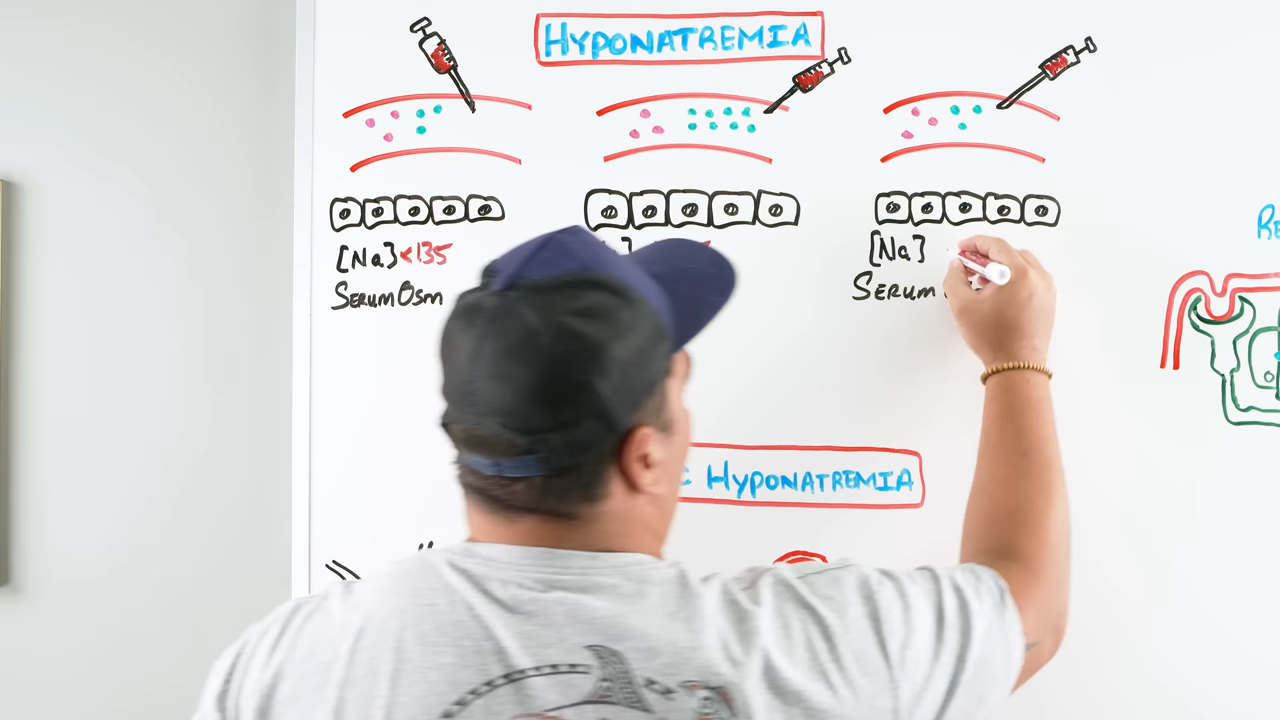 HYPONATREMIA
[Na] <135
SERUM OSM
[Na]
SERUM
HYPONATREMIA